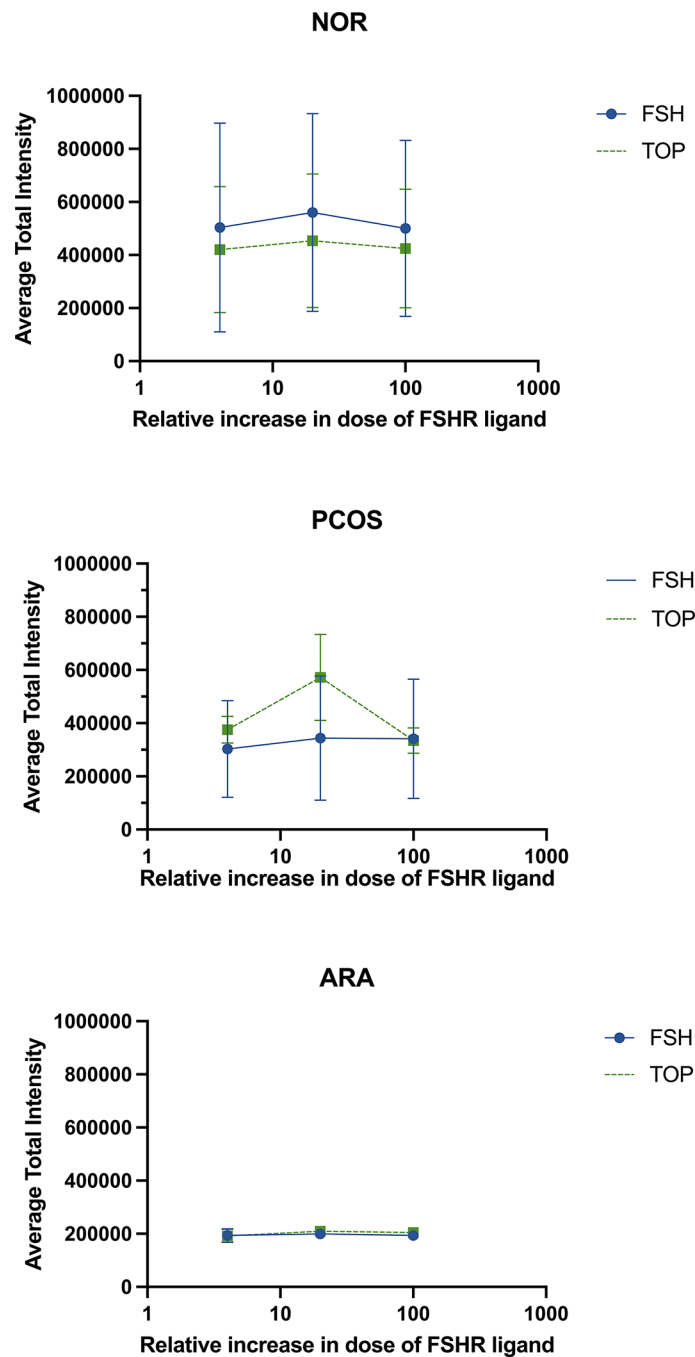 NOR
Average Total Intensity
1000000
800000
600000
400000
200000
0
1
10
100
1000
Relative increase in dose of FSHR ligand
FSH
TOP
PCOS
Average Total Intensity
1000000
800000
600000
400000
200000
0
1
10
100
1000
Relative increase in dose of FSHR ligand
FSH
TOP
ARA
Average Total Intensity
1000000
800000
600000
400000
200000
0
1
10
100
1000
Relative increase in dose of FSHR ligand
FSH
TOP